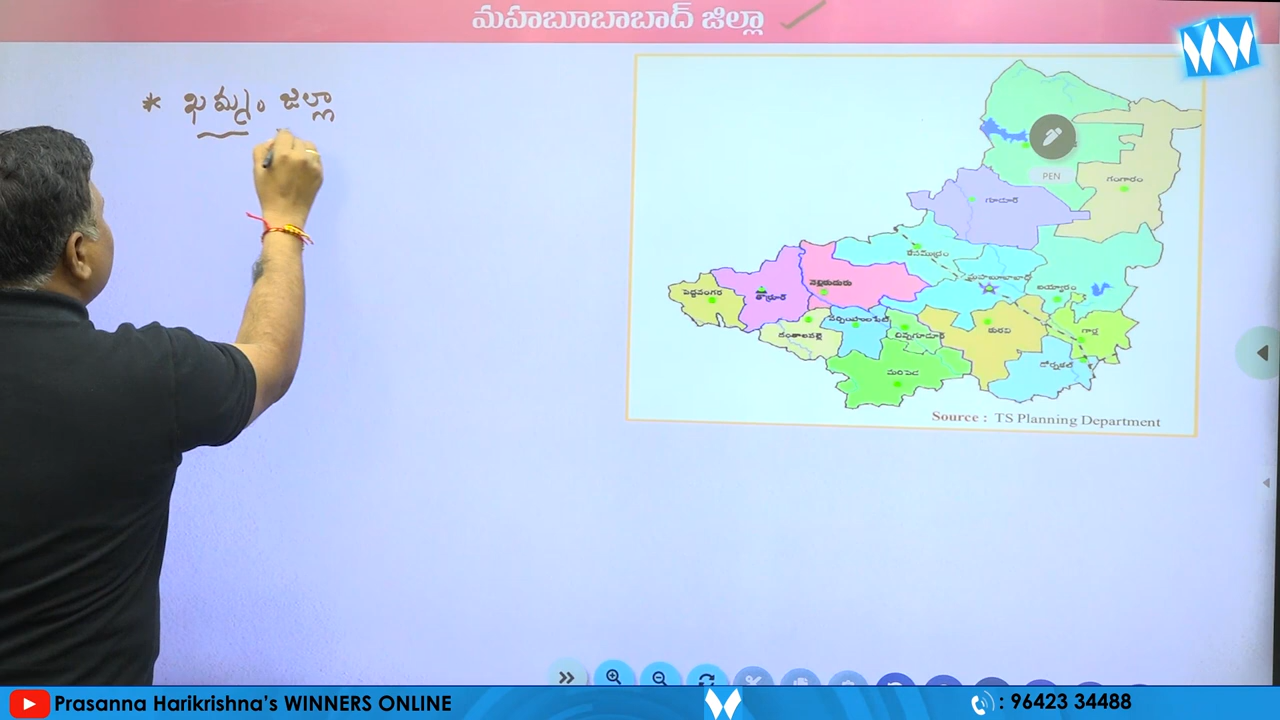 మహబూబాబాద్ జిల్లా
* ఖమ్మం జిల్లా
PEN
గంగారం
గూడూర్
కేసముద్రం
మహబూబాబాద్
బయ్యారం
నెల్లికుదురు
పెద్దవంగర
తొర్రూర్
దంతాలపల్లె
నర్సింహులపేట
చిన్నగూడూర్
కురవి
గార్ల
డోర్నకల్
మరిపెడ
Source : TS Planning Department
Prasanna Harikrishna's WINNERS ONLINE
W
: 96423 34488